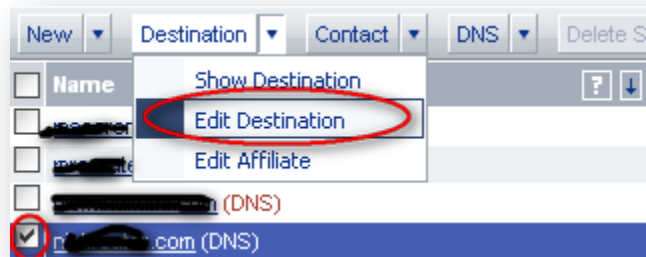 New Destination Contact DNS Delete S
Name ?
Show Destination
Edit Destination
Edit Affiliate
(DNS)
.com (DNS)